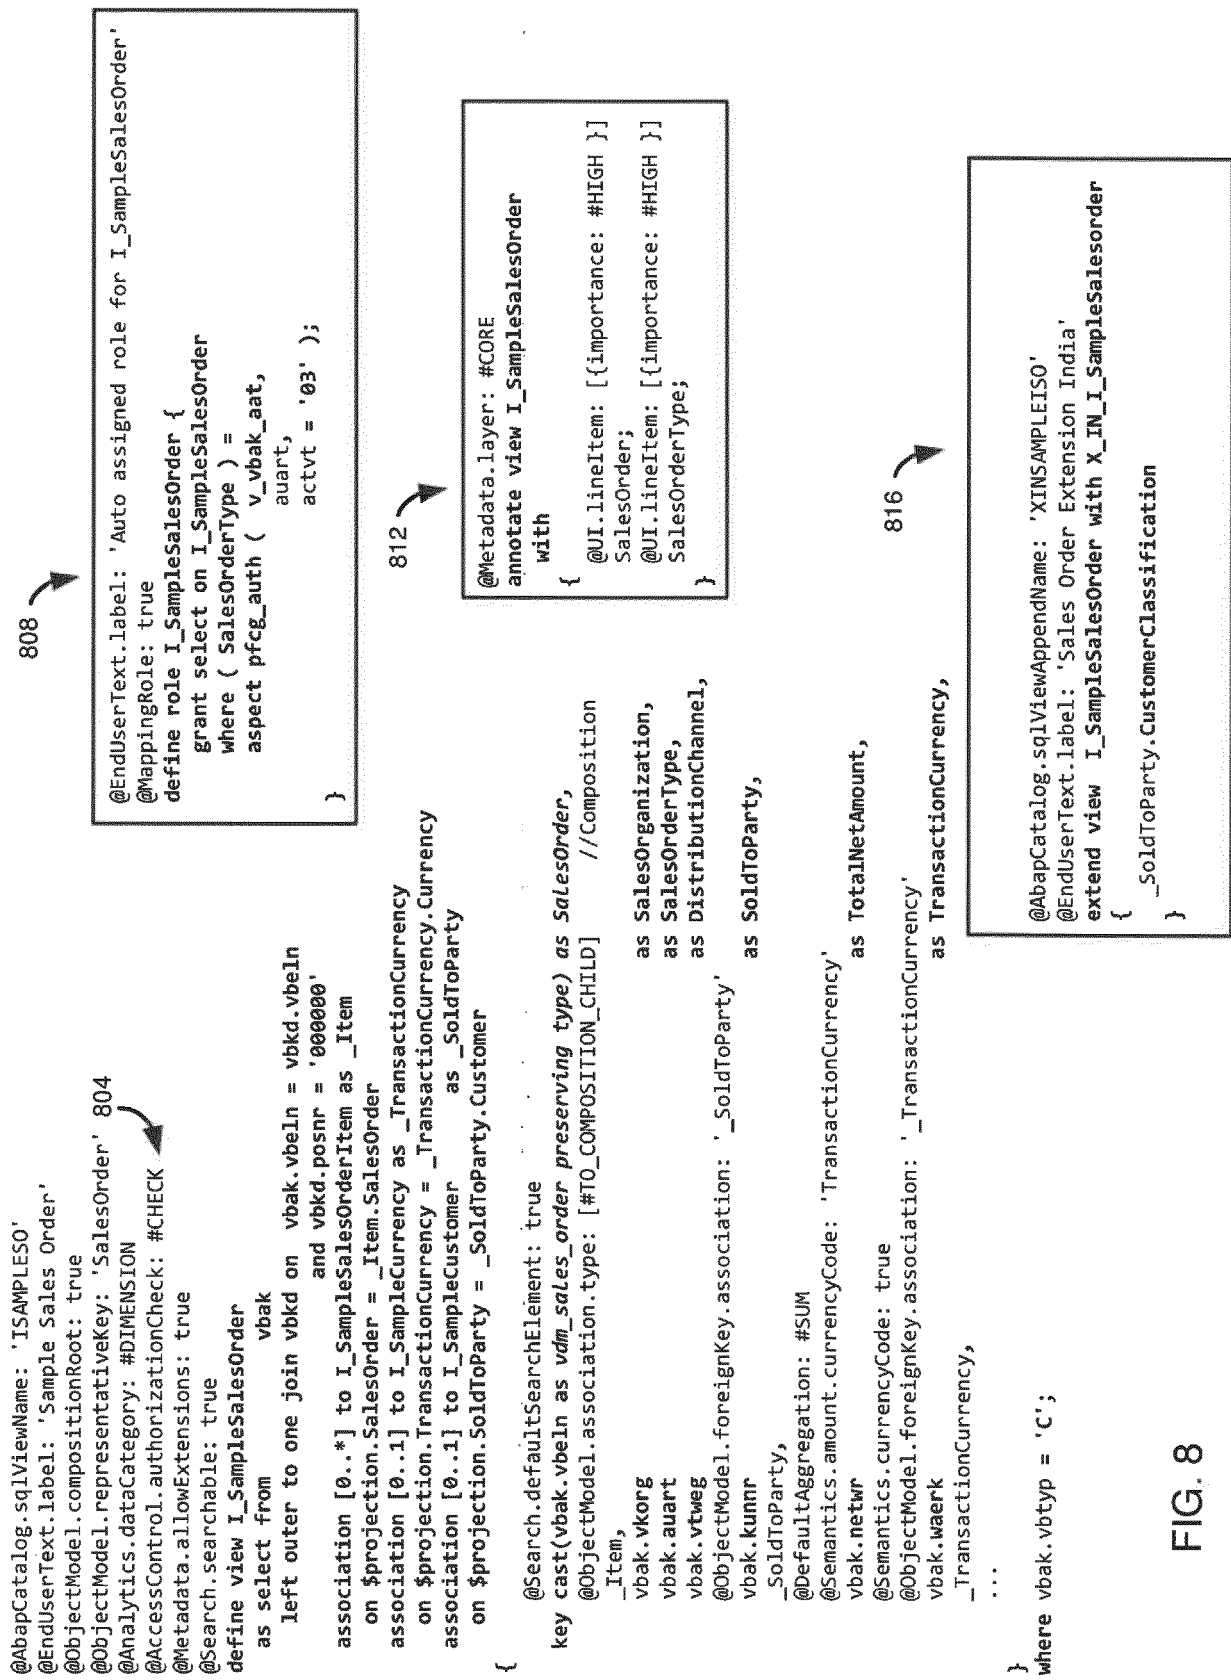 @AbapCatalog.sqlViewName: 'ISAMPLESO'
@EndUserText.label: 'Sample Sales Order'
@ObjectModel.compositionRoot: true
@ObjectModel.representativeKey: 'SalesOrder'
@Analytics.dataCategory: #DIMENSION
@AccessControl.authorizationCheck: #CHECK
@Metadata.allowExtensions: true
@Search.searchable: true
define view I_SampleSalesOrder
as select from vbak
left outer to one join vbkd on vbak.vbeln = vbkd.vbeln
and vbkd.posnr = '000000'
association [0..*] to I_SampleSalesOrderItem as _Item
on $projection.SalesOrder = _Item.SalesOrder
association [0..1] to I_SampleCurrency as _TransactionCurrency
on $projection.TransactionCurrency = _TransactionCurrency.Currency
association [0..1] to I_SampleCustomer as _SoldToParty
on $projection.SoldToParty = _SoldToParty.Customer
{
@Search.defaultSearchElement: true
key cast(vbak.vbeln as vdm_sales_order preserving type) as SalesOrder,
@ObjectModel.association.type: [#TO_COMPOSITION_CHILD] //Composition
_Item,
vbak.vkorg as SalesOrganization,
vbak.auart as SalesOrderType,
vbak.vtweg as DistributionChannel,
@ObjectModel.foreignKey.association: '_SoldToParty'
vbak.kunnr as SoldToParty,
_SoldToParty,
@DefaultAggregation: #SUM
@Semantics.amount.currencyCode: 'TransactionCurrency'
vbak.netwr as TotalNetAmount,
@Semantics.currencyCode: true
@ObjectModel.foreignKey.association: '_TransactionCurrency'
vbak.waerk as TransactionCurrency,
_TransactionCurrency,
...
}
where vbak.vbtyp = 'C';
804
808
@EndUserText.label: 'Auto assigned role for I_SampleSalesOrder'
@MappingRole: true
define role I_SampleSalesOrder {
grant select on I_SampleSalesOrder
where ( SalesOrderType ) =
aspect pfcg_auth ( v_vbak_aat,
auart,
actvt = '03' );
}
812
@Metadata.layer: #CORE
annotate view I_SampleSalesOrder
with
{
@UI.lineItem: [{importance: #HIGH }]
SalesOrder;
@UI.lineItem: [{importance: #HIGH }]
SalesOrderType;
}
816
@AbapCatalog.sqlViewAppendName: 'XINSAMPLEISO'
@EndUserText.label: 'Sales Order Extension India'
extend view I_SampleSalesOrder with X_IN_I_SampleSalesorder
{
_SoldToParty.CustomerClassification
}
FIG. 8